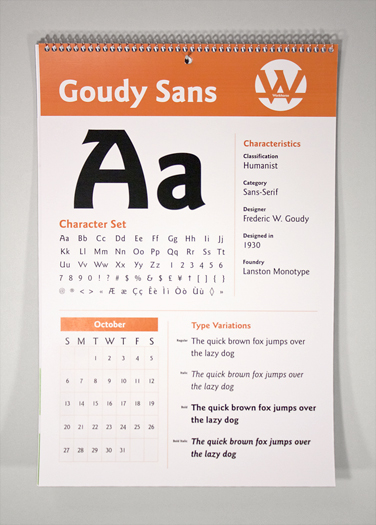 Goudy Sans
W
Aa
Character Set
Aa Bb Cc Dd Ee Ff Gg Hh Ii Jj
Kk Ll Mm Nn Oo Pp Qq Rr Ss Tt
Uu Vv Ww Xx Yy Zz 1 2 3 4 5 6
7 8 9 0 ! ? # $ % & $ £ ¥ † [ ] { }
@ * < > Æ æ Çç Èè Ìì Òò Ûù ◊ »
Characteristics
Classification
Humanist
Category
Sans-Serif
Designer
Frederic W. Goudy
Designed in
1930
Foundry
Lanston Monotype
October
S M T W T F S
1 2 3 4 5
6 7 8 9 10 11 12
13 14 15 16 17 18 19
20 21 22 23 24 25 26
27 28 29 30 31
Type Variations
Regular
The quick brown fox jumps over
the lazy dog
Italic
The quick brown fox jumps over
the lazy dog
Bold
The quick brown fox jumps over
the lazy dog
Bold Italic
The quick brown fox jumps over
the lazy dog